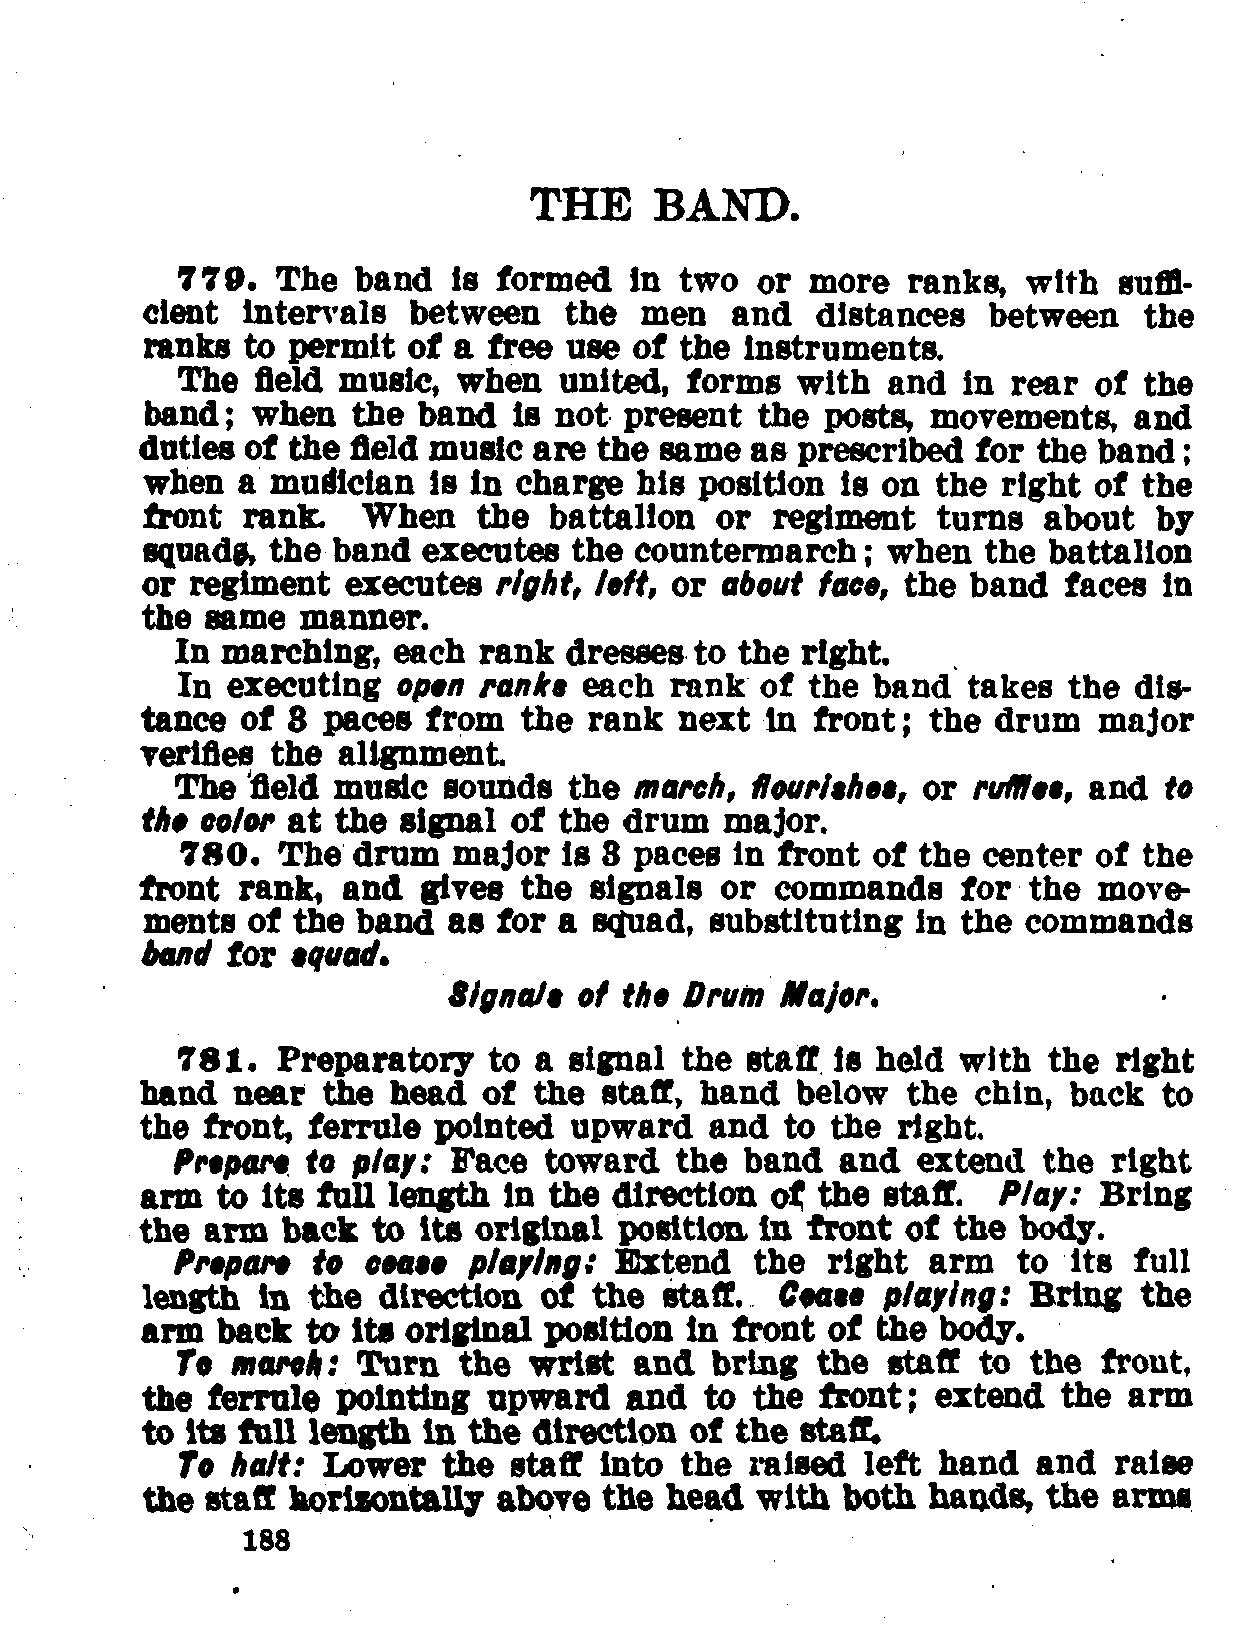 THE BAND.
779. The band is formed in two or more ranks, with suffi-
cient intervals between the men and distances between the
ranks to permit of a free use of the instruments.
The field music, when united, forms with and in rear of the
band; when the band is not present the posts, movements, and
duties of the field music are the same as prescribed for the band;
when a musician is in charge his position is on the right of the
front rank. When the battalion or regiment turns about by
squads, the band executes the countermarch; when the battalion
or regiment executes right, left, or about face, the band faces in
the same manner.
In marching, each rank dresses to the right.
In executing open ranks each rank of the band takes the dis-
tance of 3 paces from the rank next in front; the drum major
verifies the alignment.
The field music sounds the march, flourishes, or ruffles, and to
the color at the signal of the drum major.
780. The drum major is 3 paces in front of the center of the
front rank, and gives the signals or commands for the move-
ments of the band as for a squad, substituting in the commands
band for squad.
Signals of the Drum Major.
781. Preparatory to a signal the staff is held with the right
hand near the head of the staff, hand below the chin, back to
the front, ferrule pointed upward and to the right.
Prepare to play: Face toward the band and extend the right
arm to its full length in the direction of the staff. Play: Bring
the arm back to its original position in front of the body.
Prepare to cease playing: Extend the right arm to its full
length in the direction of the staff. Cease playing: Bring the
arm back to its original position in front of the body.
To march: Turn the wrist and bring the staff to the front,
the ferrule pointing upward and to the front; extend the arm
to its full length in the direction of the staff.
To halt: Lower the staff into the raised left hand and raise
the staff horizontally above the head with both hands, the arms
188